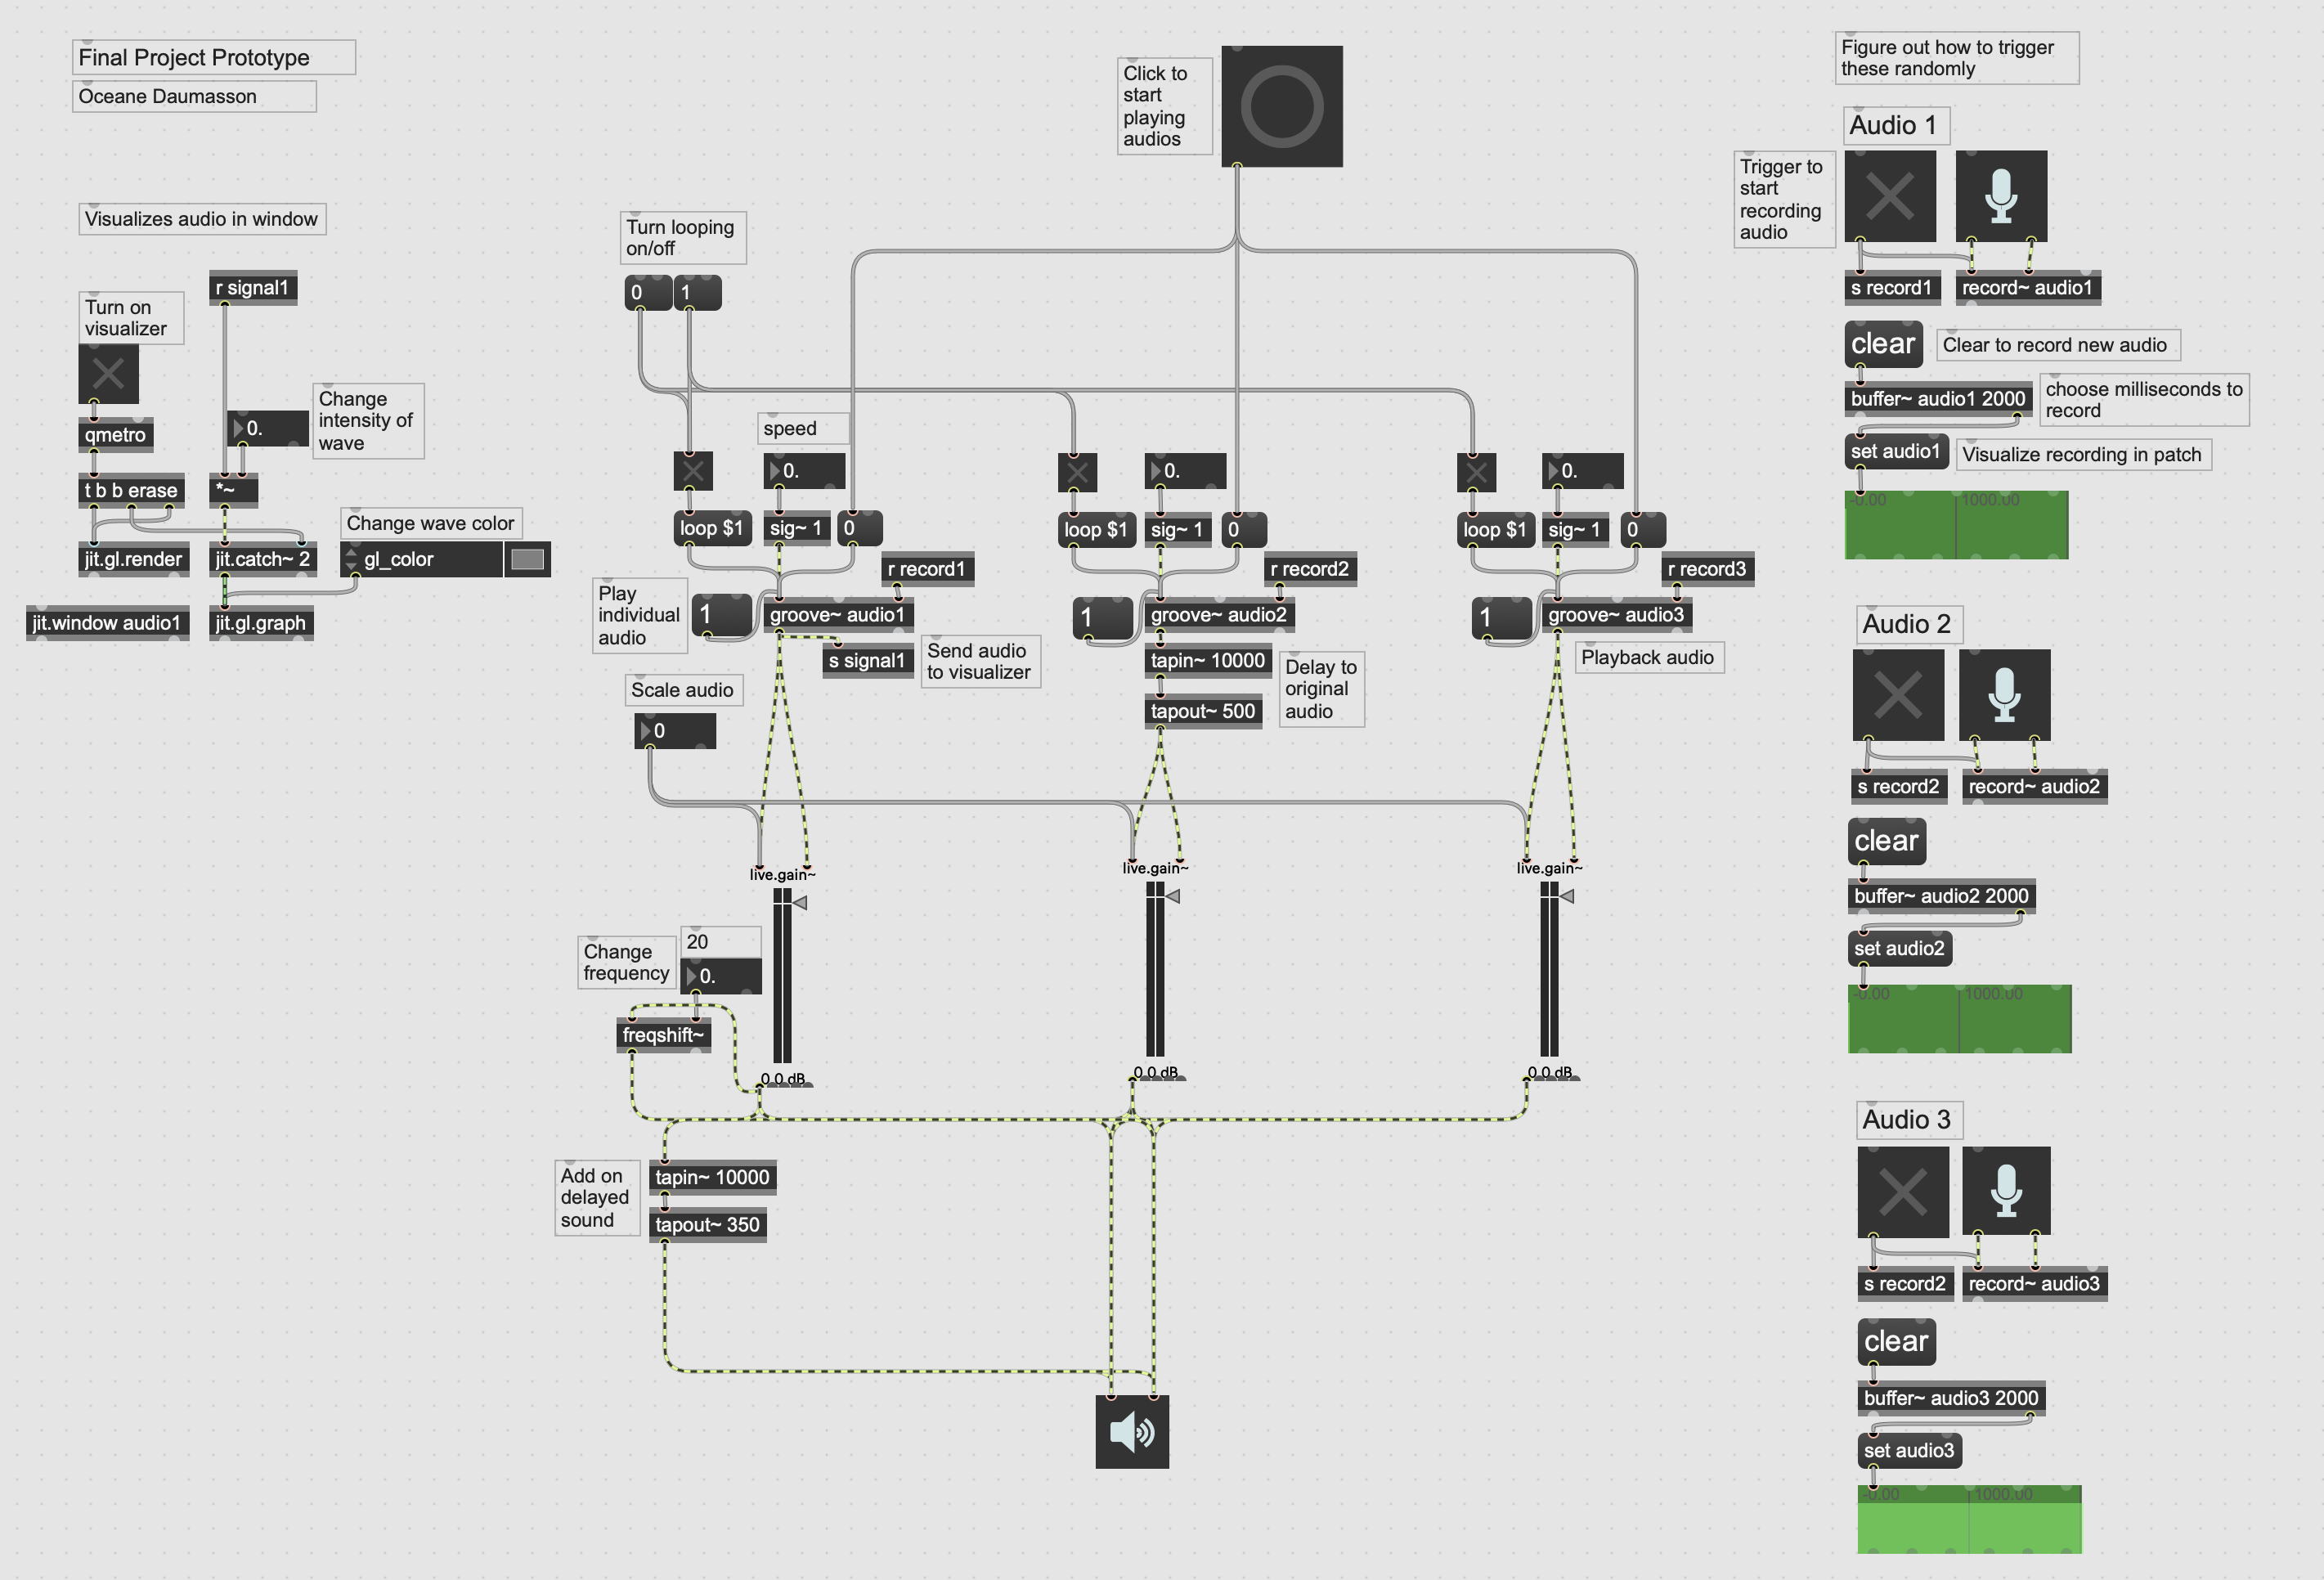 Final Project Prototype
Oceane Daumasson
Visualizes audio in window
r signal1
Turn on
visualizer
Change
intensity of
wave
0.
qmetro
t b b erase
*~
Change wave color
jit.gl.render
jit.catch~ 2
gl_color
jit.window audio1
jit.gl.graph
Click to
start
playing
audios
Turn looping
on/off
0
1
speed
0.
0.
0.
loop $1
sig~ 1
0
loop $1
sig~ 1
0
loop $1
sig~ 1
0
r record1
r record2
r record3
Play
individual
audio
1
groove~ audio1
1
groove~ audio2
1
groove~ audio3
s signal1
Send audio
to visualizer
tapin~ 10000
tapout~ 500
Delay to
original
audio
Playback audio
Scale audio
0
live.gain~
live.gain~
live.gain~
Change
frequency
20
0.
freqshift~
0.0 dB
0.0 dB
0.0 dB
Add on
delayed
sound
tapin~ 10000
tapout~ 350
Figure out how to trigger
these randomly
Audio 1
Trigger to
start
recording
audio
s record1
record~ audio1
clear
Clear to record new audio
buffer~ audio1 2000
choose milliseconds to
record
set audio1
Visualize recording in patch
-0.00
1000.00
Audio 2
s record2
record~ audio2
clear
buffer~ audio2 2000
set audio2
-0.00
1000.00
Audio 3
s record2
record~ audio3
clear
buffer~ audio3 2000
set audio3
-0.00
1000.00